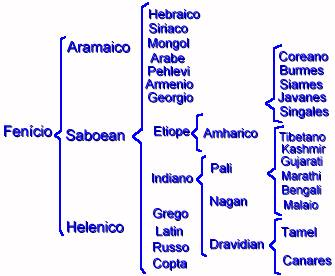 Fenício
Aramaico
Saboean
Helenico
Hebraico
Siriaco
Mongol
Arabe
Pehlevi
Armenio
Georgio
Etiope
Indiano
Grego
Latin
Russo
Copta
Amharico
Pali
Nagan
Dravidian
Coreano
Burmes
Siames
Javanes
Singales
Tibetano
Kashmir
Gujarati
Marathi
Bengali
Malaio
Tamel
Canares